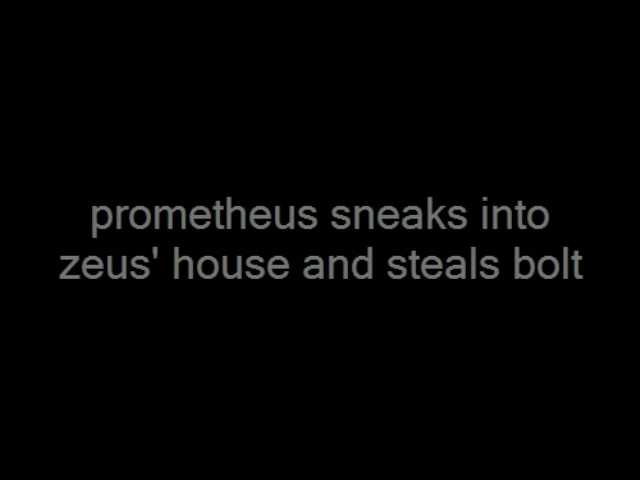 prometheus sneaks into
zeus' house and steals bolt